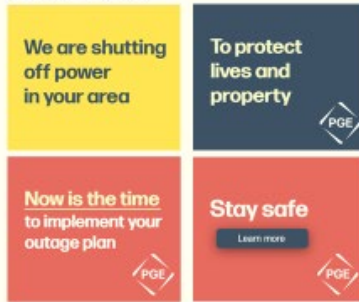 We are shutting
off power
in your area
To protect
lives and
property
PGE
Now is the time
to implement your
outage plan
PGE
Stay safe
Learn more
PGE